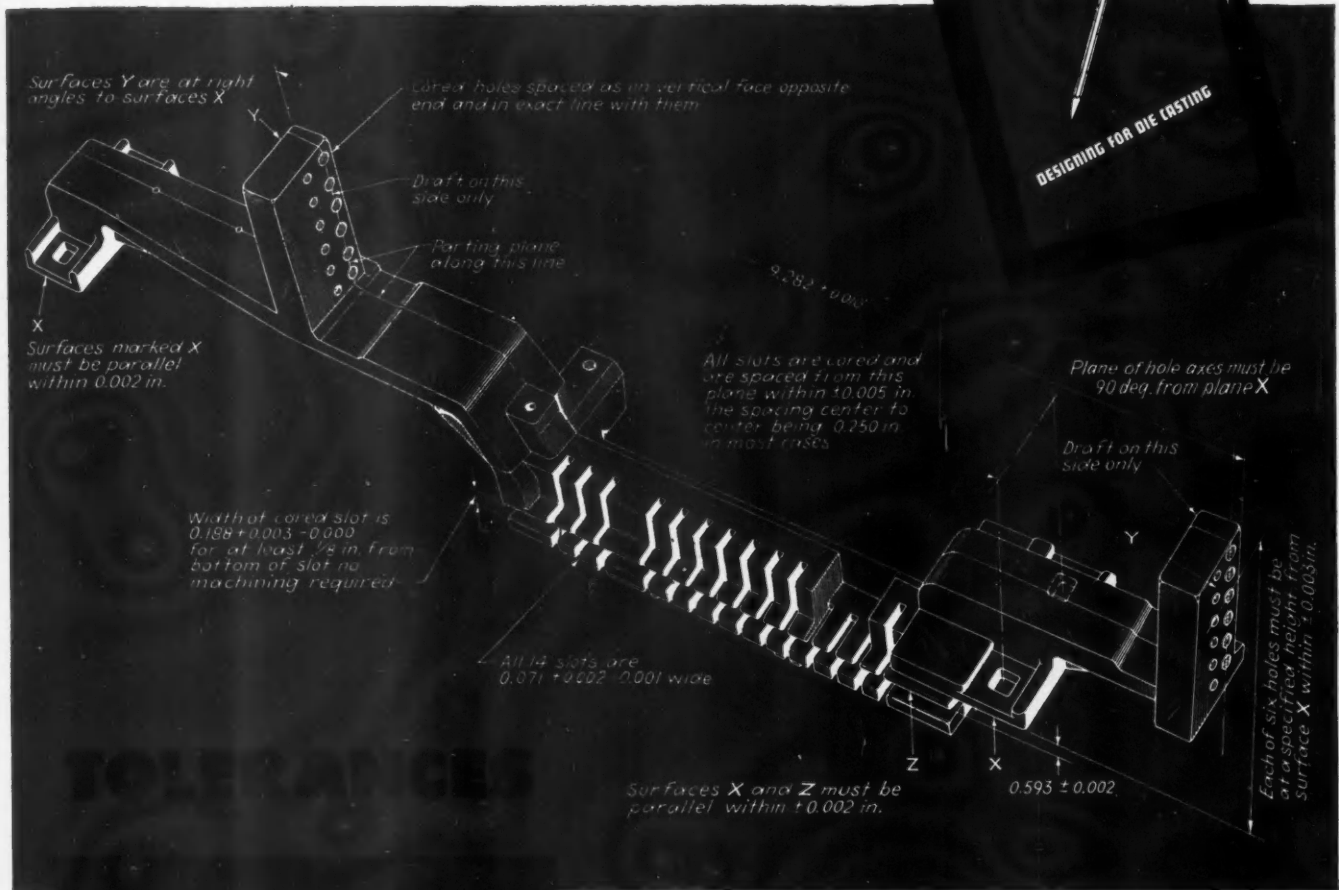 DESIGNING FOR DIE CASTING
Surfaces Y are at right
angles to surfaces X
Y
Cored holes spaced as on vertical face opposite
end and in exact line with them
Draft on this
side only
Parting plane
along this line
X
Surfaces marked X
must be parallel
within 0.002 in.
9.282 ±
All slots are cored and
are spaced from this
plane within ±0.005 in.
the spacing center to
center being 0.250 in.
in most cases
Plane of hole axes must be
90 deg. from plane X
Draft on this
side only
Y
Width of cored slot is
0.188 +0.003 -0.000
for at least 1/8 in. from
bottom of slot no
machining required
All 14 slots are
0.071 +0.002 -0.001 wide
Z
X
0.593 ± 0.002
Surfaces X and Z must be
parallel within ±0.002 in.
Each of six holes must be
at a specified height from
surface X within ± 0.003 in.
TOLERANCES